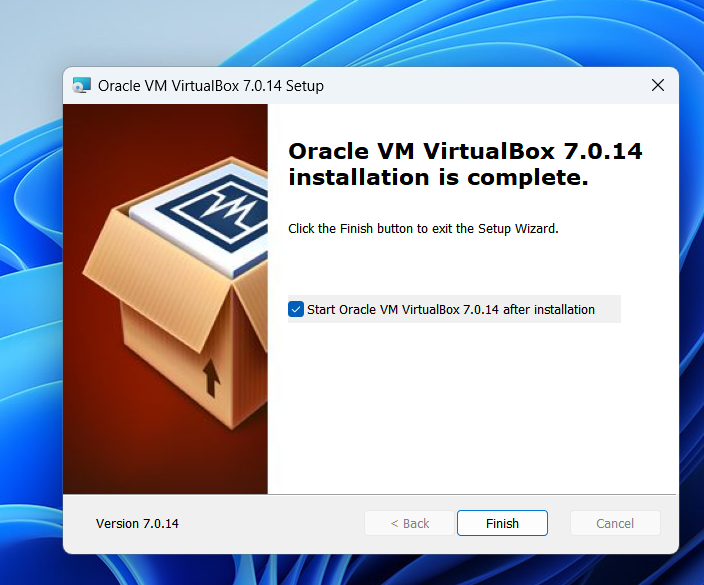 Oracle VM VirtualBox 7.0.14 Setup
Oracle VM VirtualBox 7.0.14
installation is complete.
Click the Finish button to exit the Setup Wizard.
Start Oracle VM VirtualBox 7.0.14 after installation
Version 7.0.14
< Back
Finish
Cancel